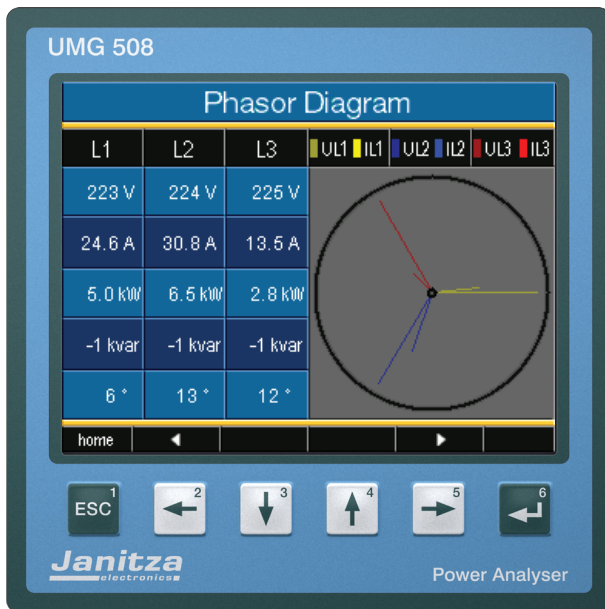 UMG 508
Phasor Diagram
L1 L2 L3 UL1 IL1 UL2 IL2 UL3 IL3
223 V 224 V 225 V
24.6 A 30.8 A 13.5 A
5.0 kW 6.5 kW 2.8 kW
-1 kvar -1 kvar -1 kvar
6 ° 13 ° 12 °
home
ESC 1 2 3 4 5 6
Janitza
electronics
Power Analyser